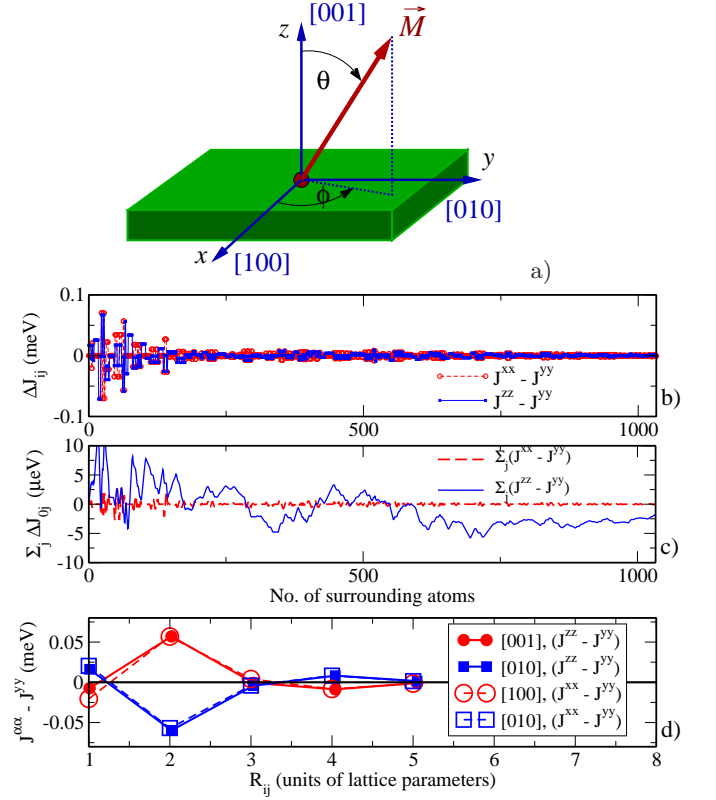 [001]
z
M
θ
y
[010]
ϕ
x
[100]
a)
ΔJij (meV)
0.1
0
-0.1
J^xx - J^yy
J^zz - J^yy
b)
0
500
1000
Σj ΔJ0j (μeV)
10
5
0
-5
-10
Σj(J^xx - J^yy)
Σj(J^zz - J^yy)
c)
0
500
1000
No. of surrounding atoms
J^αα - J^yy (meV)
0.05
0
-0.05
[001], (J^zz - J^yy)
[010], (J^zz - J^yy)
[100], (J^xx - J^yy)
[010], (J^xx - J^yy)
d)
1 2 3 4 5 6 7 8
Rij (units of lattice parameters)